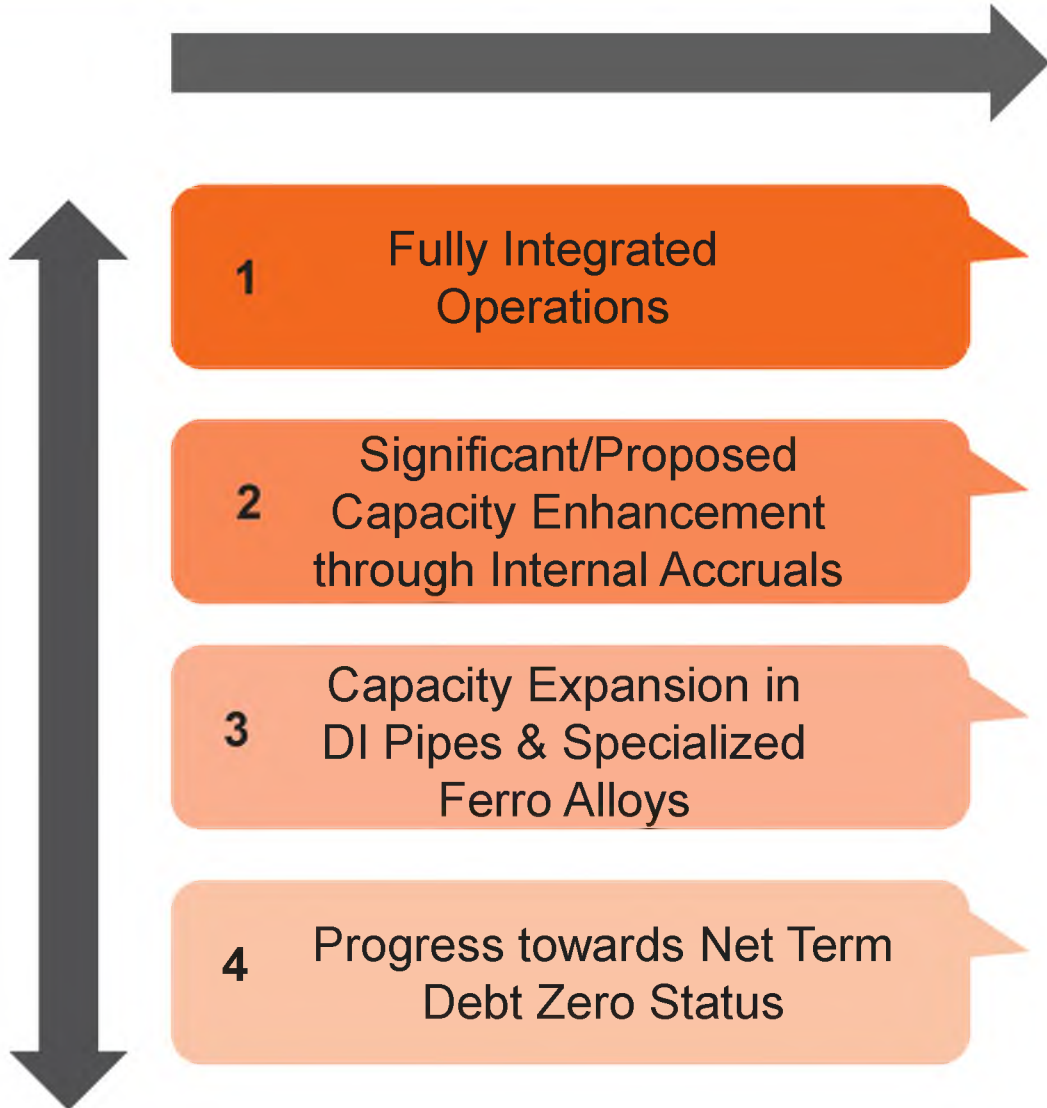 1
Fully Integrated
Operations
2
Significant/Proposed
Capacity Enhancement
through Internal Accruals
3
Capacity Expansion in
DI Pipes & Specialized
Ferro Alloys
4
Progress towards Net Term
Debt Zero Status